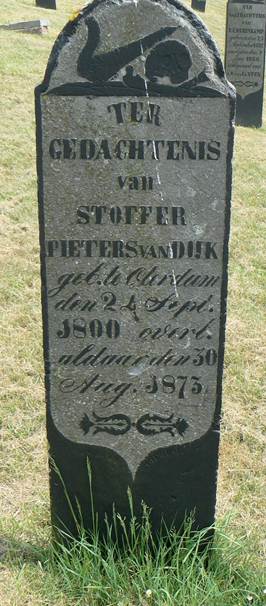 TER
GEDACHTENIS
van
STOFFER
PIETERS VAN DIJK
geb. te Oterdum
den 24 Sept.
1800 overl.
aldaar den 30
Aug. 1873.